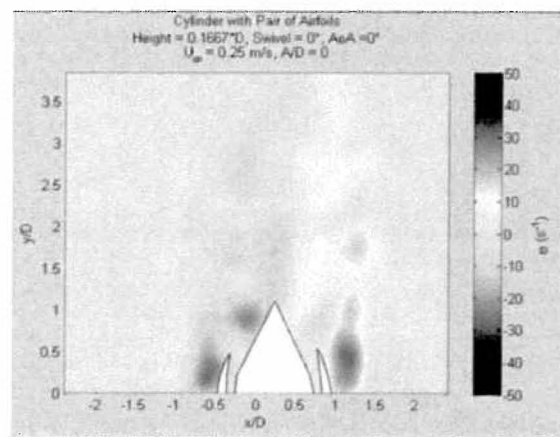 Cylinder with Pair of Airfoils
Height = 0.1667*D, Swivel = 0°, AoA =0°
U∞ = 0.25 m/s, A/D = 0
3.5
3
2.5
2
1.5
1
0.5
0
y/D
-2 -1.5 -1 -0.5 0 0.5 1 1.5 2
x/D
50
40
30
20
10
0
-10
-20
-30
-40
-50
(s⁻¹)